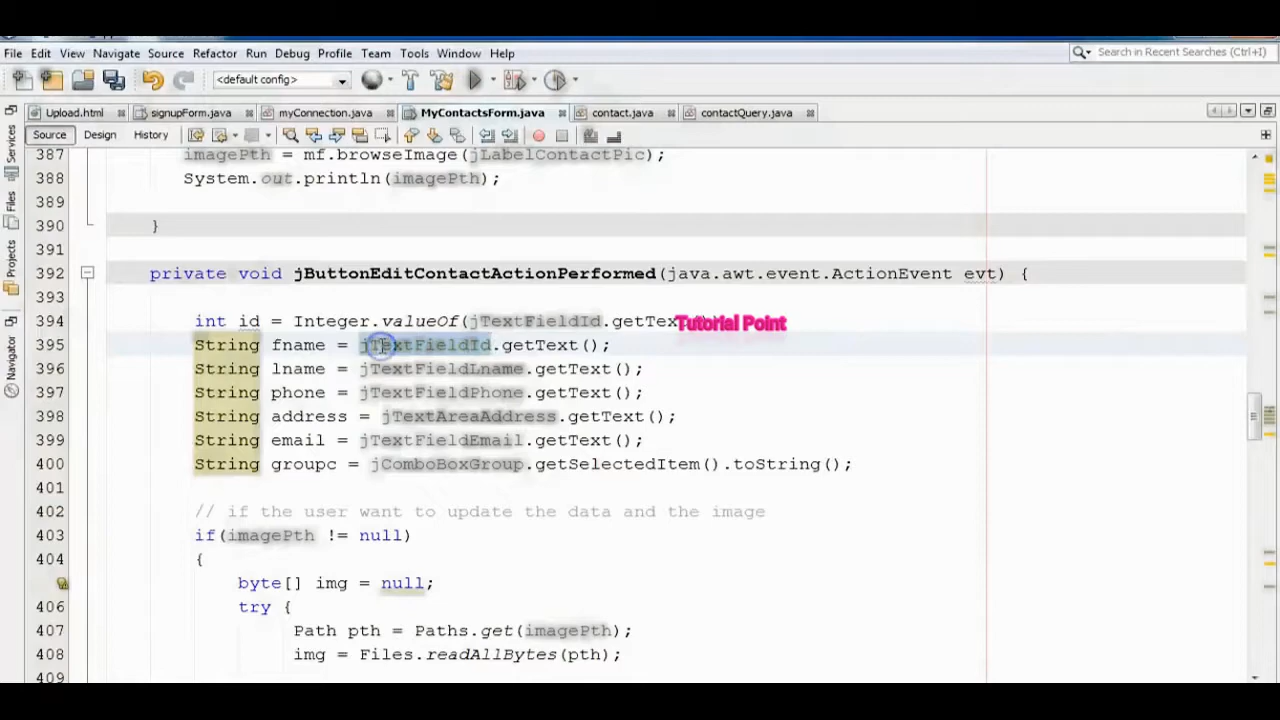 File Edit View Navigate Source Refactor Run Debug Profile Team Tools Window Help
Search in Recent Searches (Ctrl+I)
<default config>
Upload.html signupForm.java myConnection.java MyContactsForm.java contact.java contactQuery.java
Source Design History
Services
Files
Projects
Navigator
387 imagePth = mf.browseImage(jLabelContactPic);
388 System.out.println(imagePth);
389
390 }
391
392 private void jButtonEditContactActionPerformed(java.awt.event.ActionEvent evt) {
393
394 int id = Integer.valueOf(jTextFieldId.getTex
Tutorial Point
395 String fname = jTextFieldId.getText();
396 String lname = jTextFieldLname.getText();
397 String phone = jTextFieldPhone.getText();
398 String address = jTextAreaAddress.getText();
399 String email = jTextFieldEmail.getText();
400 String groupc = jComboBoxGroup.getSelectedItem().toString();
401
402 // if the user want to update the data and the image
403 if(imagePth != null)
404 {
byte[] img = null;
406 try {
407 Path pth = Paths.get(imagePth);
408 img = Files.readAllBytes(pth);
409